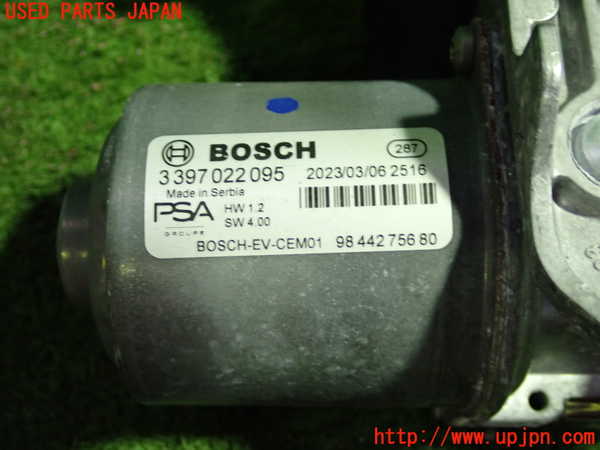 USED PARTS JAPAN
BOSCH
287
3 397 022 095 2023/03/06 2516
Made in Serbia
PSA
GROUPE
HW 1.2
SW 4.00
BOSCH-EV-CEM01 98 442 756 80
http://www.upjpn.com/